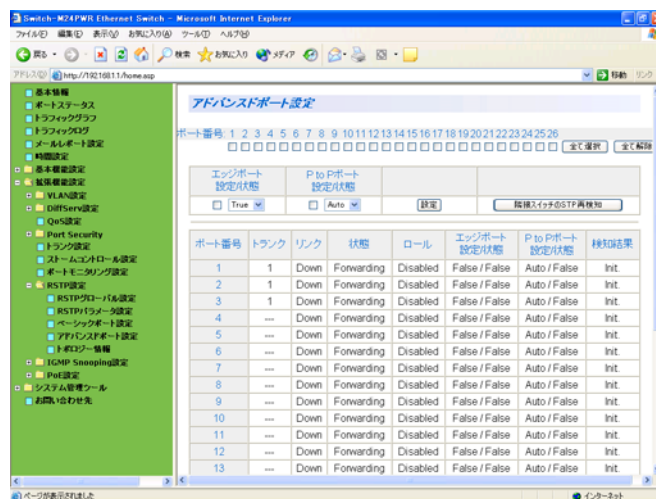 Switch-M24PWR Ethernet Switch - Microsoft Internet Explorer
ファイル(F) 編集(E) 表示(V) お気に入り(A) ツール(T) ヘルプ(H)
戻る 検索 お気に入り メディア
アドレス(D) http://192.168.1.1/home.asp 移動 リンク
基本情報
ポートステータス
トラフィックグラフ
トラフィックログ
メールレポート設定
時間設定
基本機能設定
拡張機能設定
VLAN設定
DiffServ設定
QoS設定
Port Security
トランク設定
ストームコントロール設定
ポートモニタリング設定
RSTP設定
RSTPグローバル設定
RSTPパラメータ設定
ベーシックポート設定
アドバンスドポート設定
トポロジー情報
IGMP Snooping設定
PoE設定
システム管理ツール
お問い合わせ先
アドバンスドポート設定
ポート番号: 1 2 3 4 5 6 7 8 9 10 11 12 13 14 15 16 17 18 19 20 21 22 23 24 25 26
全て選択 全て解除
エッジポート設定/状態 P to Pポート設定/状態
True Auto 設定 隣接スイッチのSTP再検知
ポート番号 トランク リンク 状態 ロール エッジポート設定/状態 P to Pポート設定/状態 検知結果
1 1 Down Forwarding Disabled False / False Auto / False Init.
2 1 Down Forwarding Disabled False / False Auto / False Init.
3 1 Down Forwarding Disabled False / False Auto / False Init.
4 --- Down Forwarding Disabled False / False Auto / False Init.
5 --- Down Forwarding Disabled False / False Auto / False Init.
6 --- Down Forwarding Disabled False / False Auto / False Init.
7 --- Down Forwarding Disabled False / False Auto / False Init.
8 --- Down Forwarding Disabled False / False Auto / False Init.
9 --- Down Forwarding Disabled False / False Auto / False Init.
10 --- Down Forwarding Disabled False / False Auto / False Init.
11 --- Down Forwarding Disabled False / False Auto / False Init.
12 --- Down Forwarding Disabled False / False Auto / False Init.
13 --- Down Forwarding Disabled False / False Auto / False Init.
ページが表示されました インターネット